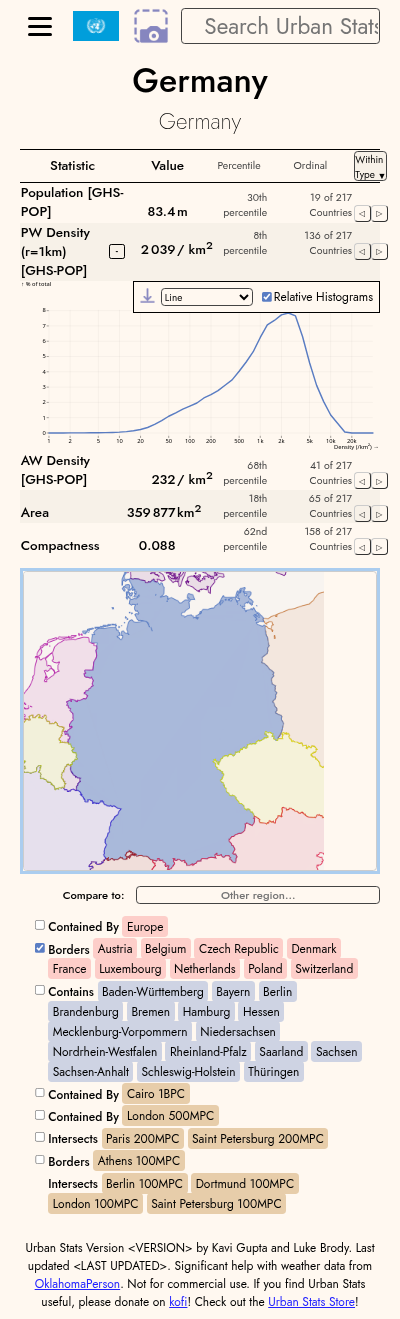 Search Urban Stats
Germany
Germany
Statistic Value Percentile Ordinal Within Type ▼
Population [GHS-POP] 83.4 m 30th percentile 19 of 217 Countries ◁ ▷
PW Density (r=1km) [GHS-POP] - 2 039 / km2 8th percentile 136 of 217 Countries ◁ ▷
↑ % of total
Line Relative Histograms
8
7
6
5
4
3
2
1
0
1 2 5 10 20 50 100 200 500 1k 2k 5k 10k 20k
Density (/km2) →
AW Density [GHS-POP] 232 / km2 68th percentile 41 of 217 Countries ◁ ▷
Area 359 877 km2 18th percentile 65 of 217 Countries ◁ ▷
Compactness 0.088 62nd percentile 158 of 217 Countries ◁ ▷
Compare to: Other region...
Contained By Europe
Borders Austria Belgium Czech Republic Denmark
France Luxembourg Netherlands Poland Switzerland
Contains Baden-Württemberg Bayern Berlin
Brandenburg Bremen Hamburg Hessen
Mecklenburg-Vorpommern Niedersachsen
Nordrhein-Westfalen Rheinland-Pfalz Saarland Sachsen
Sachsen-Anhalt Schleswig-Holstein Thüringen
Contained By Cairo 1BPC
Contained By London 500MPC
Intersects Paris 200MPC Saint Petersburg 200MPC
Borders Athens 100MPC
Intersects Berlin 100MPC Dortmund 100MPC
London 100MPC Saint Petersburg 100MPC
Urban Stats Version <VERSION> by Kavi Gupta and Luke Brody. Last
updated <LAST UPDATED>. Significant help with weather data from
OklahomaPerson. Not for commercial use. If you find Urban Stats
useful, please donate on kofi! Check out the Urban Stats Store!